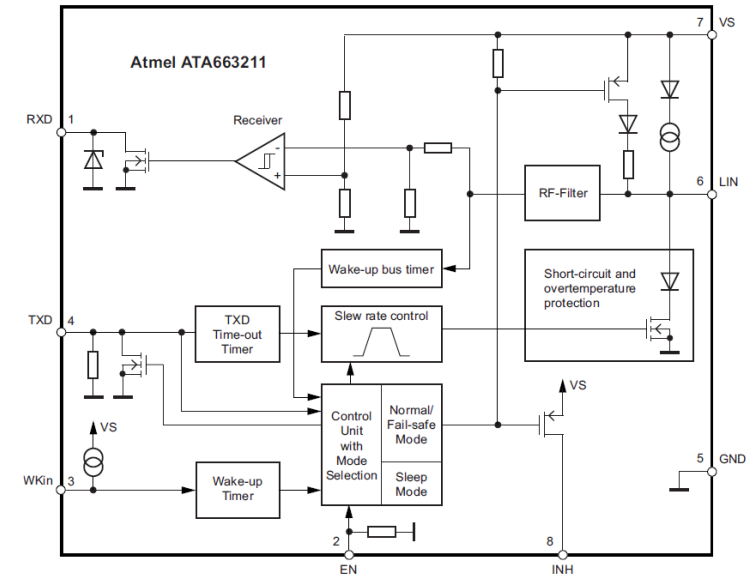 7 VS
Atmel ATA663211
RXD 1
Receiver
-
+
RF-Filter
6 LIN
Wake-up bus timer
Short-circuit and
overtemperature
protection
TXD 4
TXD
Time-out
Timer
Slew rate control
VS
Control
Unit
with
Mode
Selection
Normal/
Fail-safe
Mode
Sleep
Mode
VS
WKin 3
Wake-up
Timer
5 GND
2
EN
8
INH